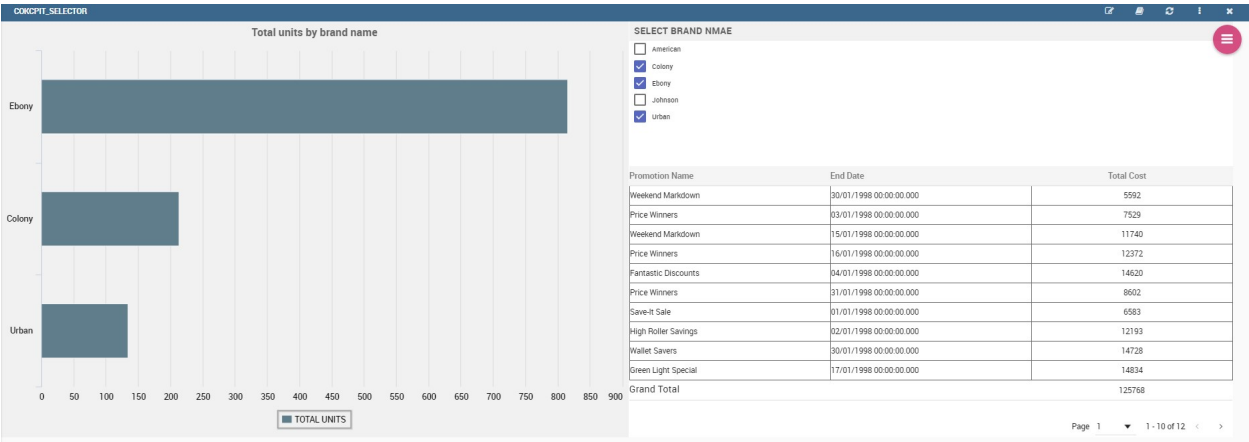 COKCPIT_SELECTOR
Total units by brand name
Ebony
Colony
Urban
0 50 100 150 200 250 300 350 400 450 500 550 600 650 700 750 800 850 900
TOTAL UNITS
SELECT BRAND NMAE
American
Colony
Ebony
Johnson
Urban
Promotion Name End Date Total Cost
Weekend Markdown 30/01/1998 00:00:00.000 5592
Price Winners 03/01/1998 00:00:00.000 7529
Weekend Markdown 15/01/1998 00:00:00.000 11740
Price Winners 16/01/1998 00:00:00.000 12372
Fantastic Discounts 04/01/1998 00:00:00.000 14620
Price Winners 31/01/1998 00:00:00.000 8602
Save-It Sale 01/01/1998 00:00:00.000 6583
High Roller Savings 02/01/1998 00:00:00.000 12193
Wallet Savers 30/01/1998 00:00:00.000 14728
Green Light Special 17/01/1998 00:00:00.000 14834
Grand Total 125768
Page 1 1 - 10 of 12